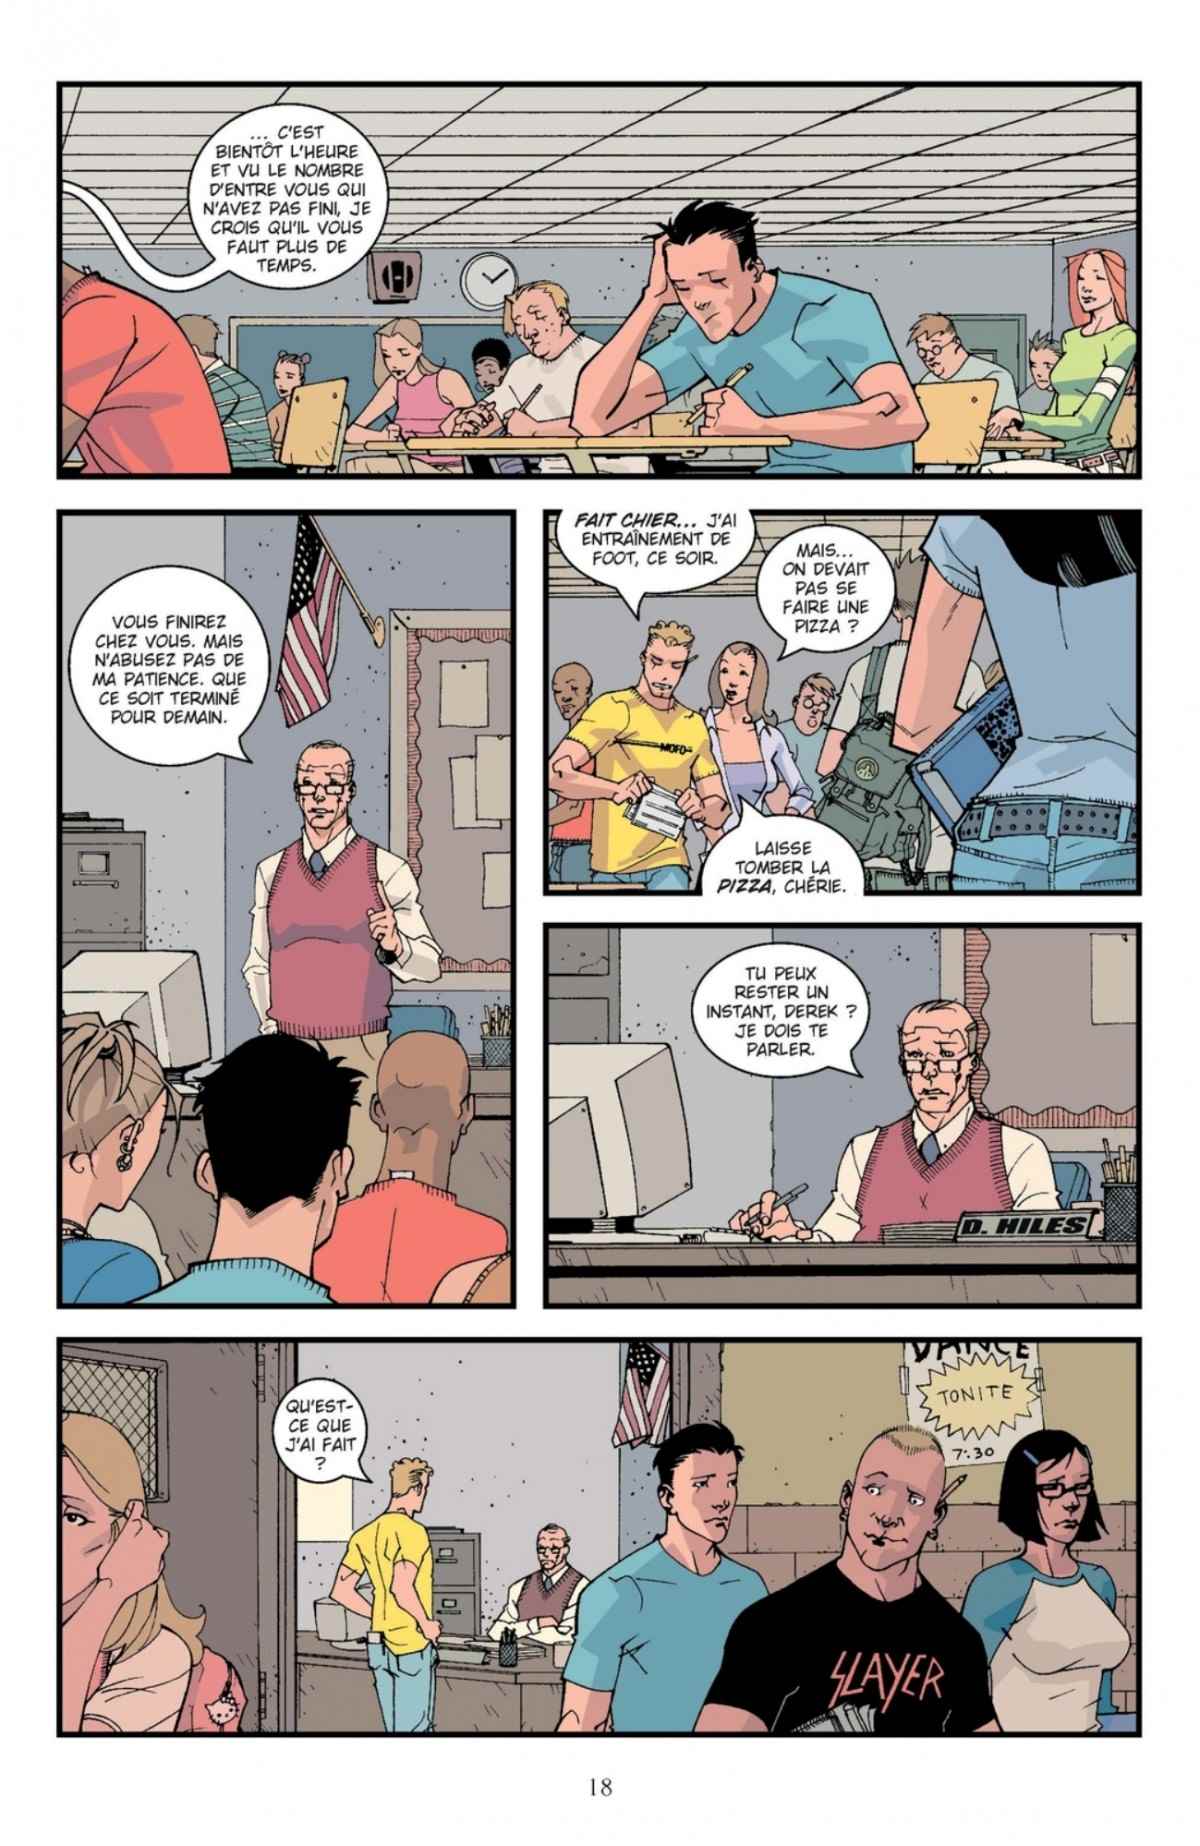 ... C'EST
BIENTÔT L'HEURE
ET VU LE NOMBRE
D'ENTRE VOUS QUI
N'AVEZ PAS FINI, JE
CROIS QU'IL VOUS
FAUT PLUS DE
TEMPS.
VOUS FINIREZ
CHEZ VOUS. MAIS
N'ABUSEZ PAS DE
MA PATIENCE. QUE
CE SOIT TERMINÉ
POUR DEMAIN.
FAIT CHIER... J'AI
ENTRAÎNEMENT DE
FOOT, CE SOIR.
MAIS...
ON DEVAIT
PAS SE
FAIRE UNE
PIZZA ?
MOFO
LAISSE
TOMBER LA
PIZZA, CHÉRIE.
TU PEUX
RESTER UN
INSTANT, DEREK ?
JE DOIS TE
PARLER.
D. HILES
QU'EST-
CE QUE
J'AI FAIT
?
DANCE
TONITE
7:30
SLAYER
18